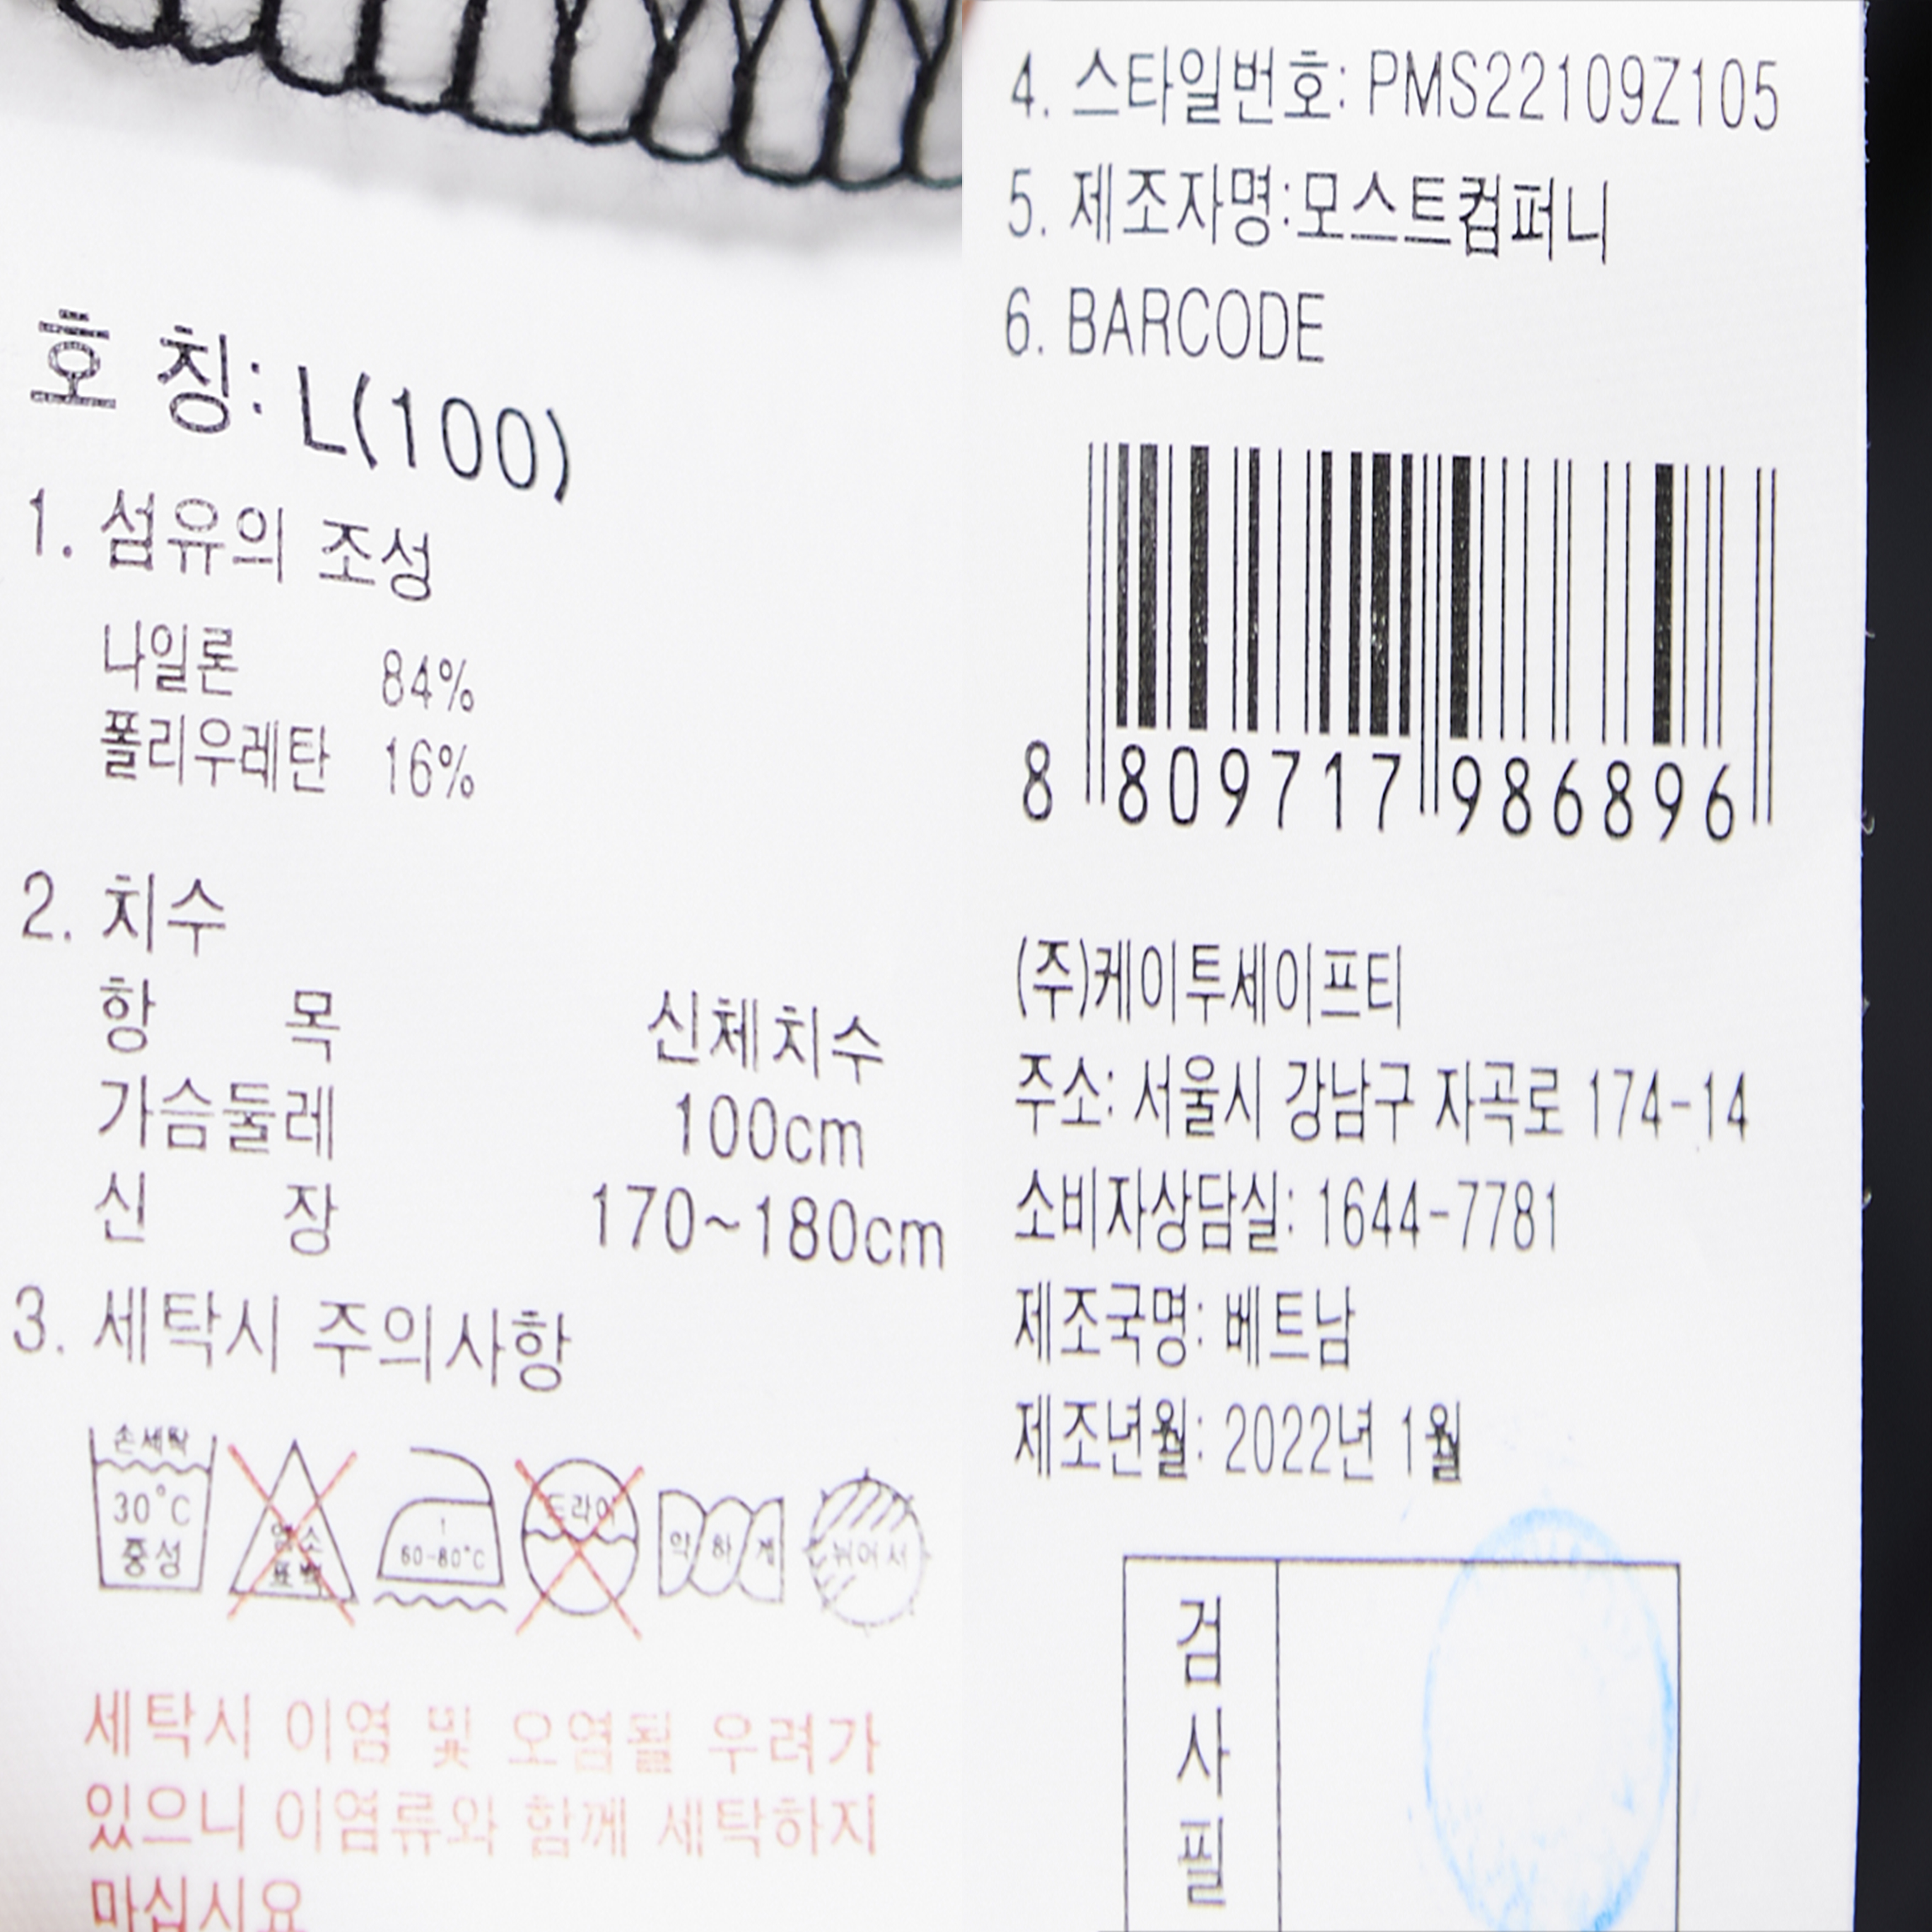 호 칭: L(100)
1. 섬유의 조성
나일론 84%
폴리우레탄 16%
2. 치수
항 목 신체치수
가슴둘레 100cm
신 장 170~180cm
3. 세탁시 주의사항
손세탁
30°C
중성
염소
표백
60-80°C
드라이
약하게
뉘어서
세탁시 이염 및 오염될 우려가
있으니 이염류와 함께 세탁하지
마십시요
4. 스타일번호: PMS22109Z105
5. 제조자명:모스트컴퍼니
6. BARCODE
8 809717 986896
(주)케이투세이프티
주소: 서울시 강남구 자곡로 174-14
소비자상담실: 1644-7781
제조국명: 베트남
제조년월: 2022년 1월
검
사
필